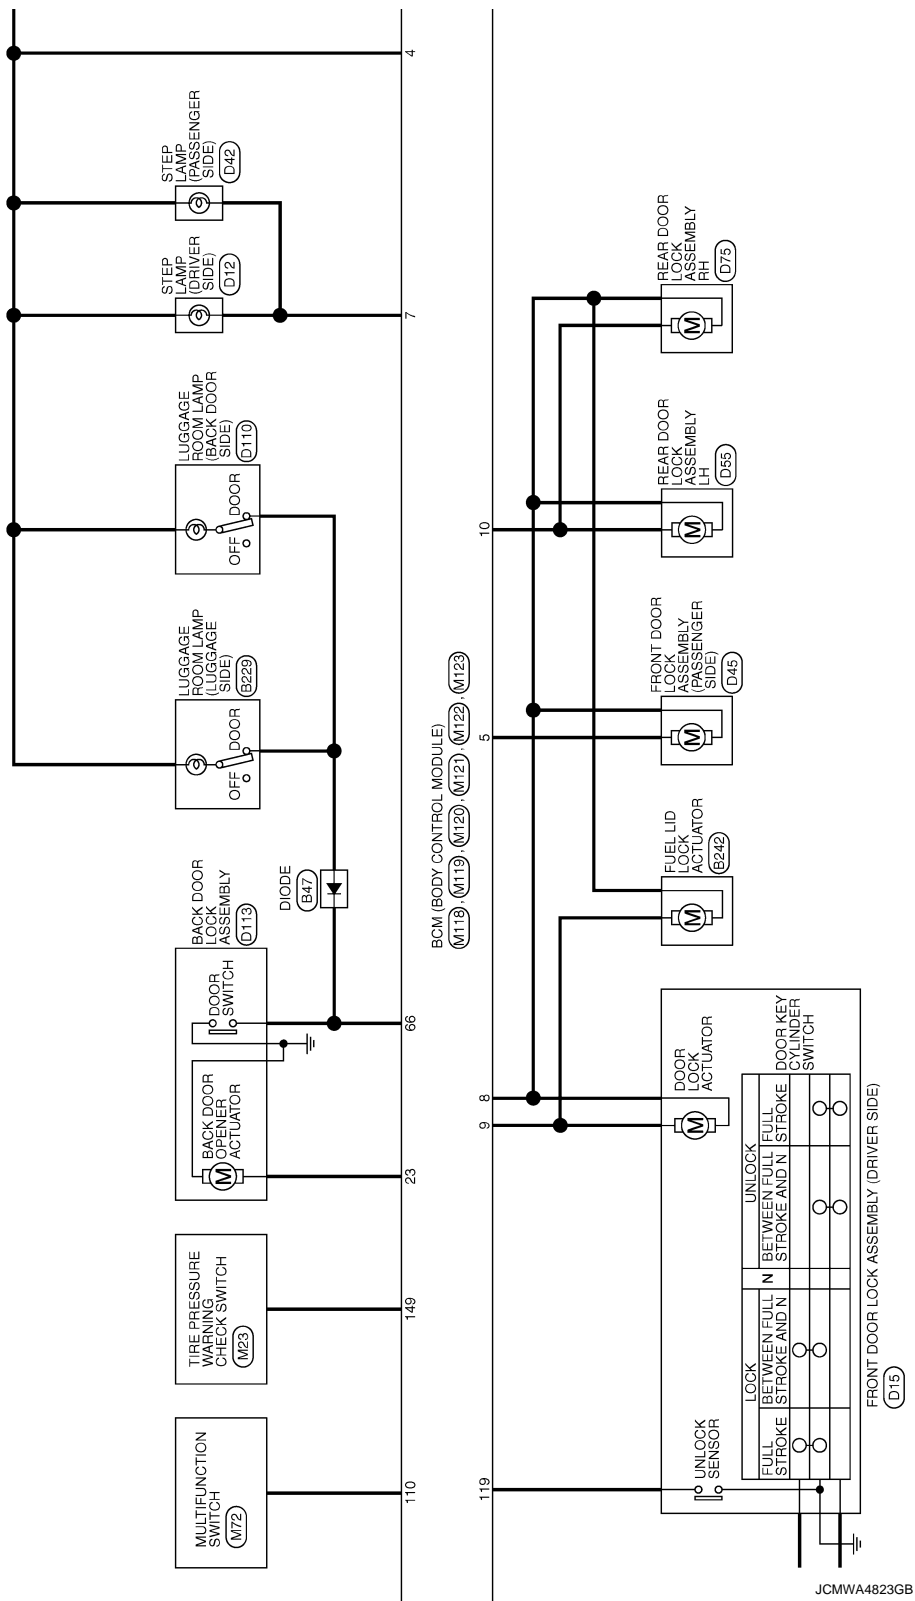 MULTIFUNCTION
SWITCH
M72
110
TIRE PRESSURE
WARNING
CHECK SWITCH
M23
149
BACK DOOR
LOCK
ASSEMBLY
D113
BACK DOOR
OPENER
ACTUATOR
M
23
DOOR
SWITCH
66
DIODE
B47
LUGGAGE
ROOM LAMP
(LUGGAGE
SIDE)
B229
OFF
DOOR
LUGGAGE
ROOM LAMP
(BACK DOOR
SIDE)
D110
OFF
DOOR
STEP
LAMP
(DRIVER
SIDE)
D12
7
STEP
LAMP
(PASSENGER
SIDE)
D42
4
BCM (BODY CONTROL MODULE)
M118 , M119 , M120 , M121 , M122 , M123
119
9
8
5
10
UNLOCK
SENSOR
DOOR
LOCK
ACTUATOR
M
DOOR KEY
CYLINDER
SWITCH
LOCK
UNLOCK
FULL
STROKE
BETWEEN FULL
STROKE AND N
N
BETWEEN FULL
STROKE AND N
FULL
STROKE
FRONT DOOR LOCK ASSEMBLY (DRIVER SIDE)
D15
FUEL LID
LOCK
ACTUATOR
B242
M
FRONT DOOR
LOCK
ASSEMBLY
(PASSENGER
SIDE)
D45
M
REAR DOOR
LOCK
ASSEMBLY
LH
D55
M
REAR DOOR
LOCK
ASSEMBLY
RH
D75
M
JCMWA4823GB